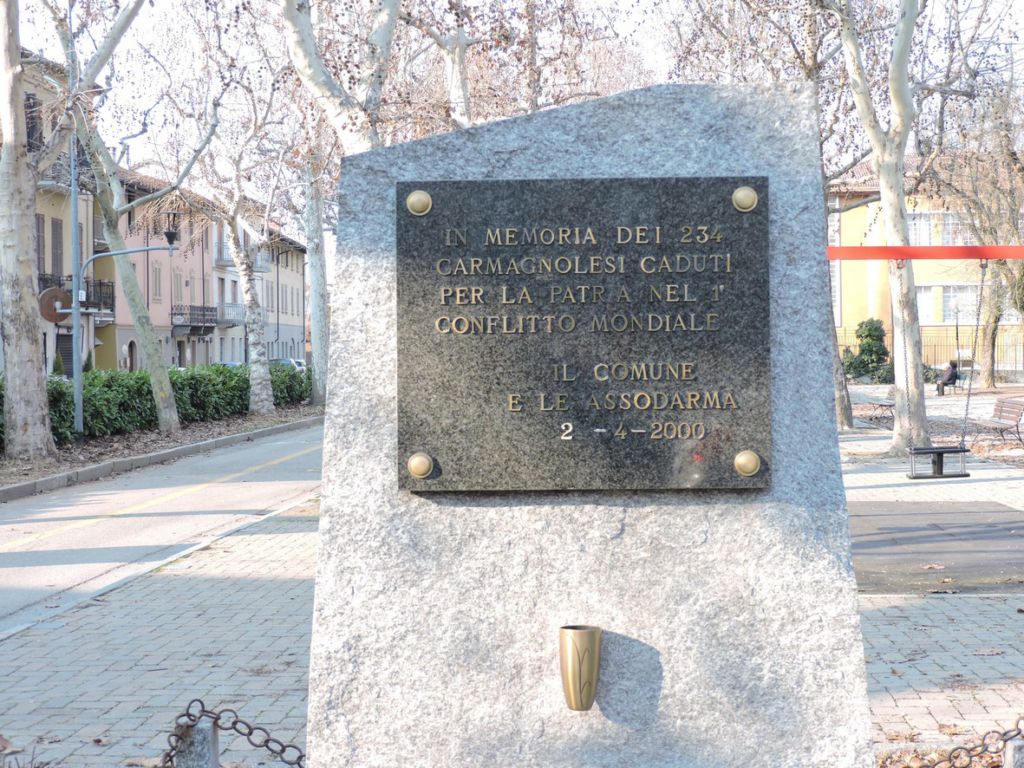 IN MEMORIA DEI 234
CARMAGNOLESI CADUTI
PER LA PATR A NEL 1°
CONFLITTO MONDIALE
IL COMUNE
E LE ASSODARMA
2 -4-2000